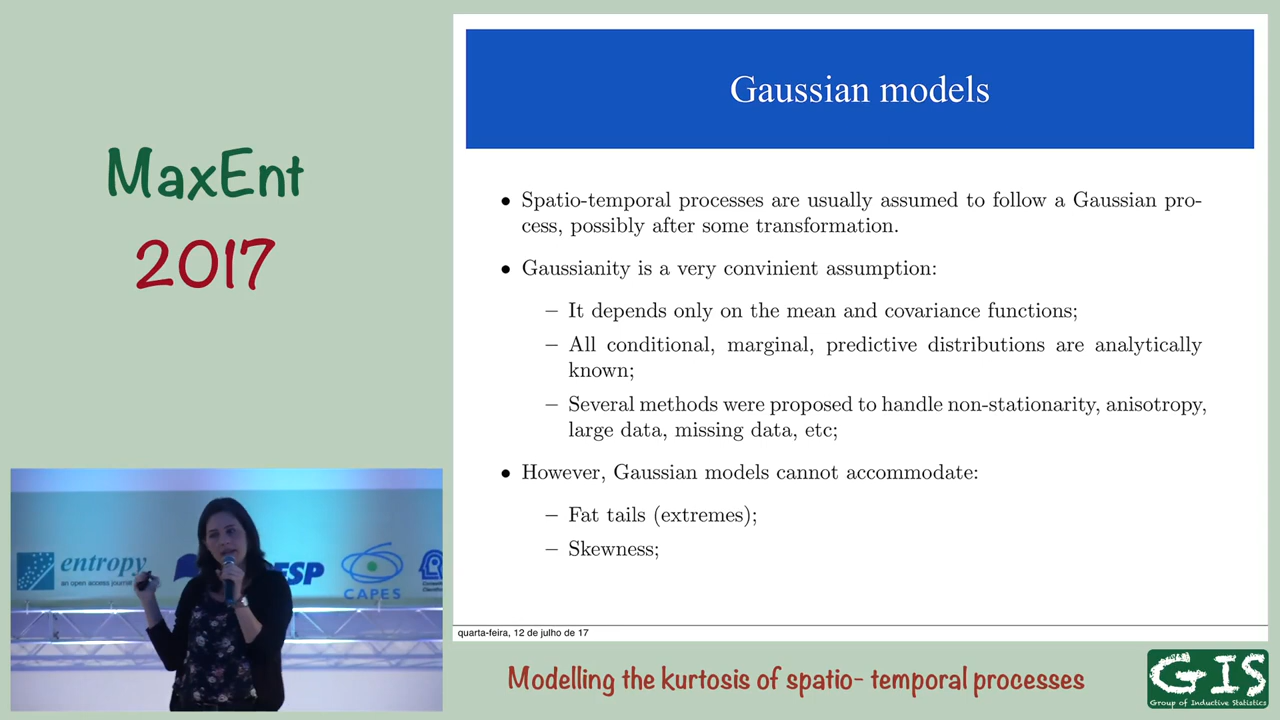 MaxEnt
2017
Gaussian models
• Spatio-temporal processes are usually assumed to follow a Gaussian pro-
cess, possibly after some transformation.
• Gaussianity is a very convinient assumption:
– It depends only on the mean and covariance functions;
– All conditional, marginal, predictive distributions are analytically
known;
– Several methods were proposed to handle non-stationarity, anisotropy,
large data, missing data, etc;
• However, Gaussian models cannot accommodate:
– Fat tails (extremes);
– Skewness;
quarta-feira, 12 de julho de 17
entropy
an open access journal
ESP
CAPES
Modelling the kurtosis of spatio- temporal processes
GIS
Group of Inductive Statistics